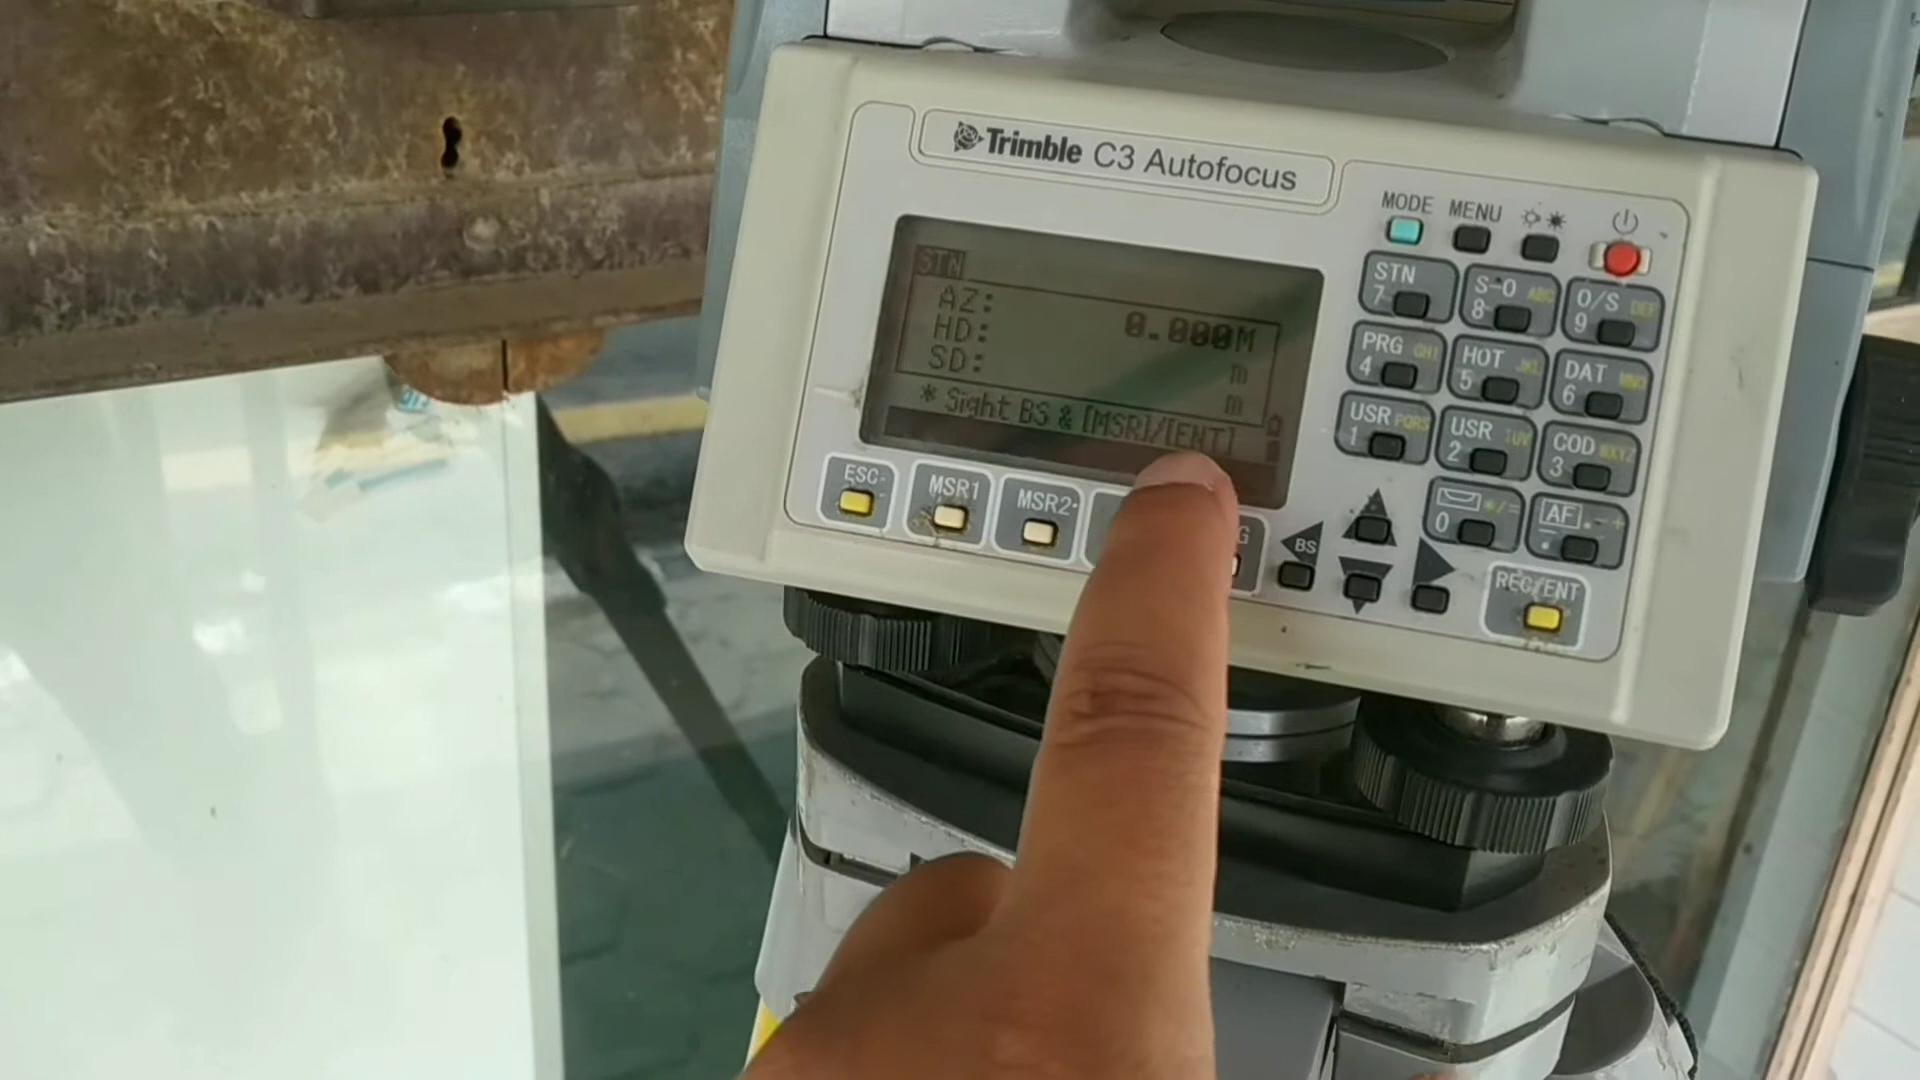 Trimble C3 Autofocus
MODE MENU
STN
AZ: 0.000M
HD: m
SD: m
* Sight BS & [MSR]/[ENT]
STN 7
S-O ABC 8
O/S DEF 9
PRG GHI 4
HOT JKL 5
DAT MNO 6
USR PQRS 1
USR TUV 2
COD WXYZ 3
0 */=
AF .-+
ESC
MSR1
MSR2
G
BS
REC/ENT